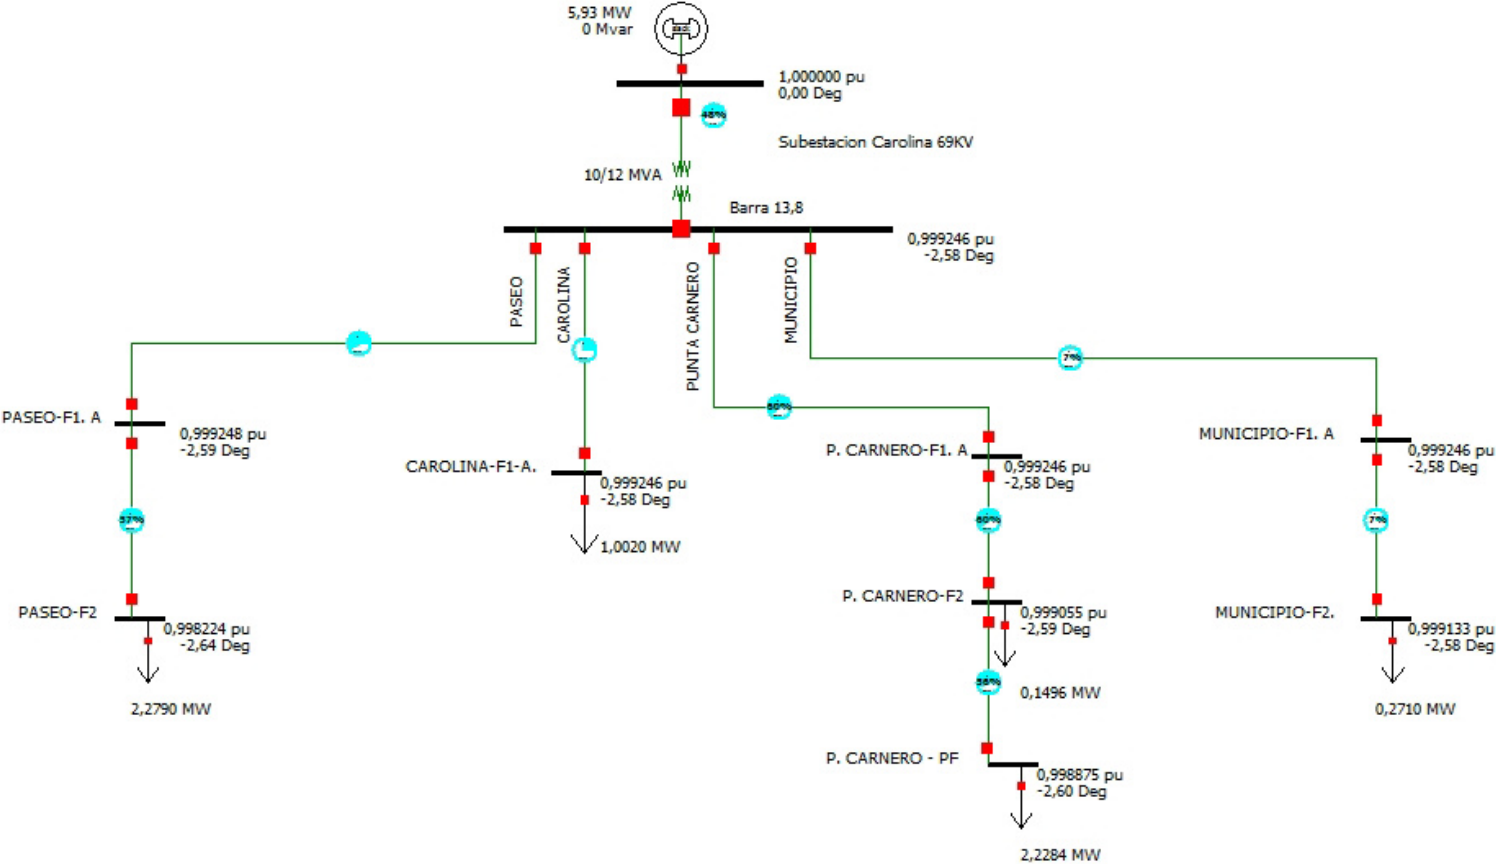 5,93 MW
0 Mvar
1,000000 pu
0,00 Deg
48%
Subestacion Carolina 69KV
10/12 MVA
Barra 13,8
0,999246 pu
-2,58 Deg
PASEO
CAROLINA
PUNTA CARNERO
MUNICIPIO
7%
60%
PASEO-F1. A
0,999248 pu
-2,59 Deg
CAROLINA-F1-A.
0,999246 pu
-2,58 Deg
P. CARNERO-F1. A
0,999246 pu
-2,58 Deg
MUNICIPIO-F1. A
0,999246 pu
-2,58 Deg
57%
60%
7%
1,0020 MW
PASEO-F2
0,998224 pu
-2,64 Deg
P. CARNERO-F2
0,999055 pu
-2,59 Deg
MUNICIPIO-F2.
0,999133 pu
-2,58 Deg
2,2790 MW
56%
0,1496 MW
0,2710 MW
P. CARNERO - PF
0,998875 pu
-2,60 Deg
2,2284 MW